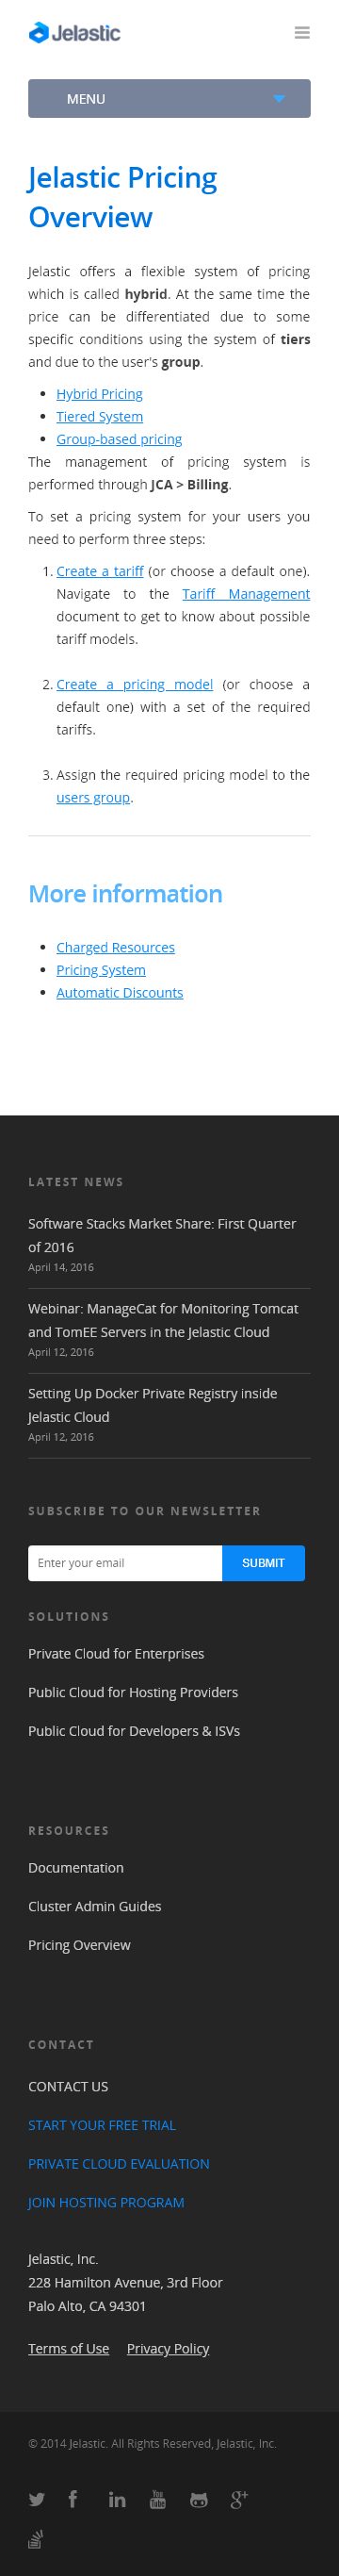 Jelastic
MENU
Jelastic Pricing
Overview
Jelastic offers a flexible system of pricing
which is called hybrid. At the same time the
price can be differentiated due to some
specific conditions using the system of tiers
and due to the user's group.
Hybrid Pricing
Tiered System
Group-based pricing
The management of pricing system is
performed through JCA > Billing.
To set a pricing system for your users you
need to perform three steps:
1. Create a tariff (or choose a default one).
Navigate to the Tariff Management
document to get to know about possible
tariff models.
2. Create a pricing model (or choose a
default one) with a set of the required
tariffs.
3. Assign the required pricing model to the
users group.
More information
Charged Resources
Pricing System
Automatic Discounts
LATEST NEWS
Software Stacks Market Share: First Quarter
of 2016
April 14, 2016
Webinar: ManageCat for Monitoring Tomcat
and TomEE Servers in the Jelastic Cloud
April 12, 2016
Setting Up Docker Private Registry inside
Jelastic Cloud
April 12, 2016
SUBSCRIBE TO OUR NEWSLETTER
Enter your email SUBMIT
SOLUTIONS
Private Cloud for Enterprises
Public Cloud for Hosting Providers
Public Cloud for Developers & ISVs
RESOURCES
Documentation
Cluster Admin Guides
Pricing Overview
CONTACT
CONTACT US
START YOUR FREE TRIAL
PRIVATE CLOUD EVALUATION
JOIN HOSTING PROGRAM
Jelastic, Inc.
228 Hamilton Avenue, 3rd Floor
Palo Alto, CA 94301
Terms of Use Privacy Policy
© 2014 Jelastic. All Rights Reserved, Jelastic, Inc.